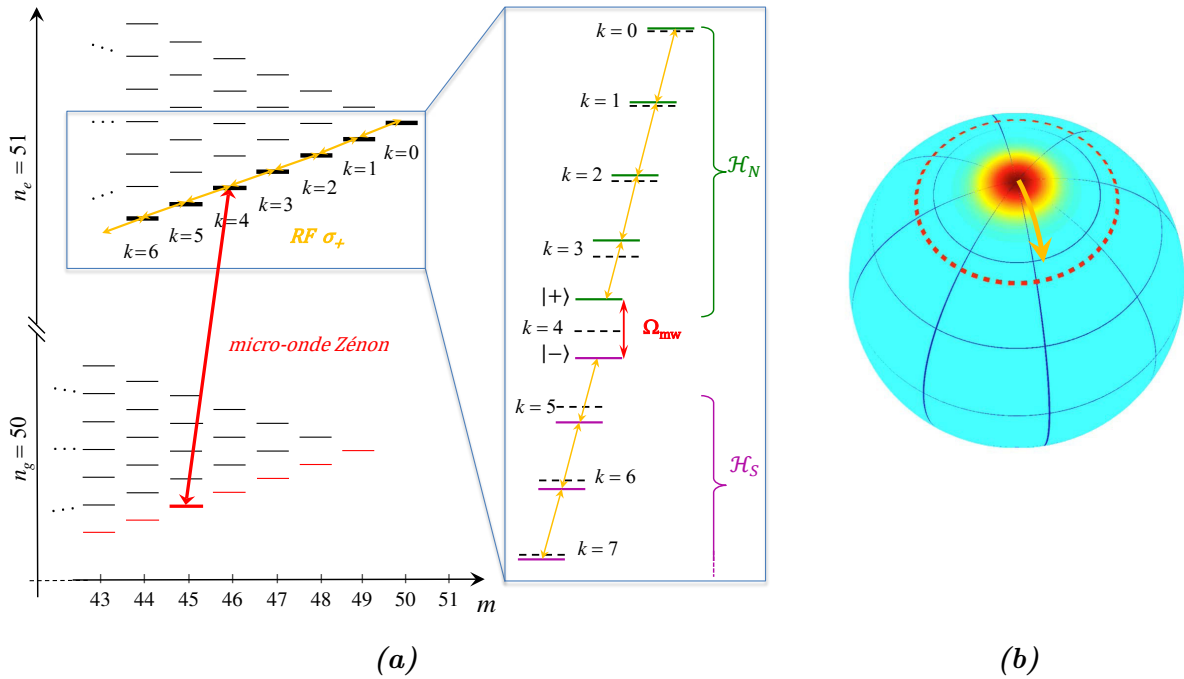 n_e = 51
k=0
k=1
k=2
k=3
k=4
k=5
k=6
RF σ+
micro-onde Zénon
n_g = 50
43 44 45 46 47 48 49 50 51 m
k = 0
k = 1
k = 2
k = 3
|+⟩
k = 4
|−⟩
k = 5
k = 6
k = 7
ℋ_N
Ω_mw
ℋ_S
(a)
(b)